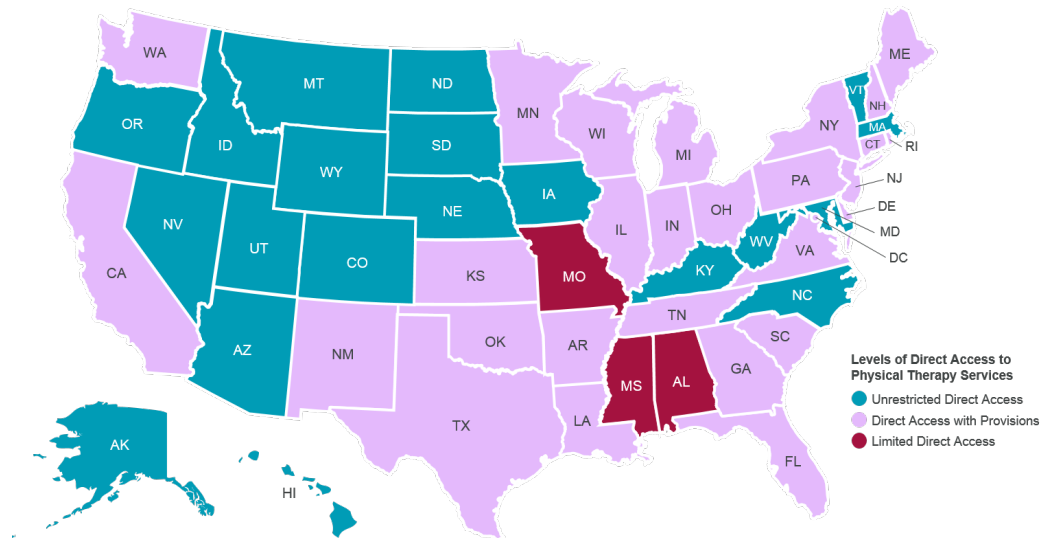 WA
MT
ND
MN
ME
VT
NH
OR
ID
SD
WI
NY
MA
CT
RI
MI
WY
IA
PA
NJ
NE
OH
DE
NV
IL
IN
MD
UT
CO
WV
VA
DC
CA
KS
MO
KY
NC
TN
AZ
NM
OK
AR
SC
MS
AL
GA
TX
LA
FL
AK
HI
Levels of Direct Access to
Physical Therapy Services
Unrestricted Direct Access
Direct Access with Provisions
Limited Direct Access